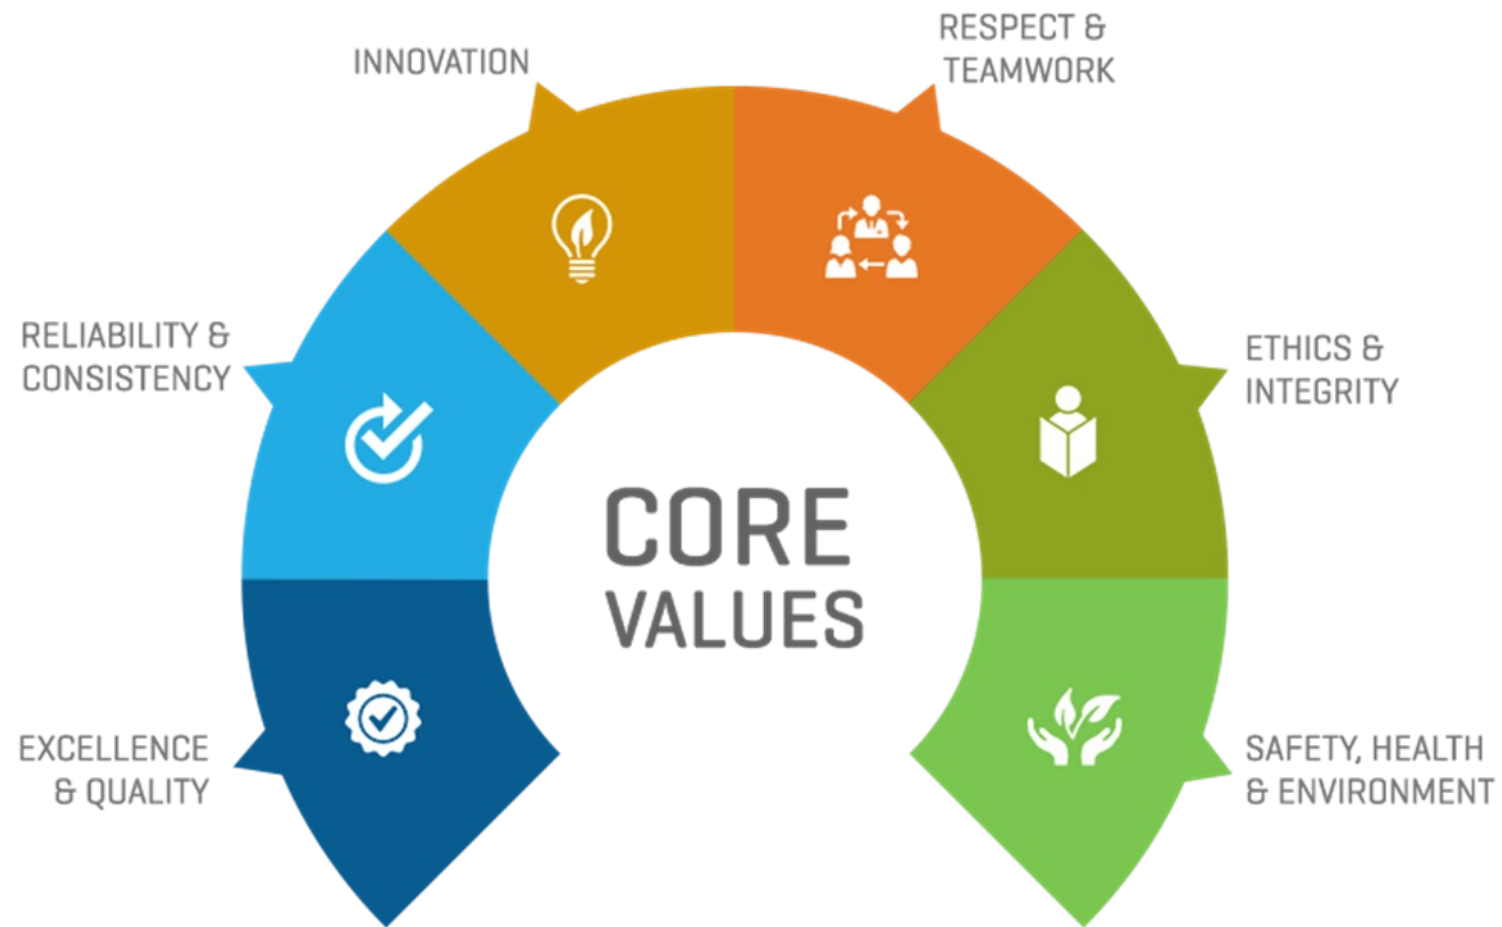 INNOVATION
RESPECT &
TEAMWORK
RELIABILITY &
CONSISTENCY
ETHICS &
INTEGRITY
CORE
VALUES
EXCELLENCE
& QUALITY
SAFETY, HEALTH
& ENVIRONMENT